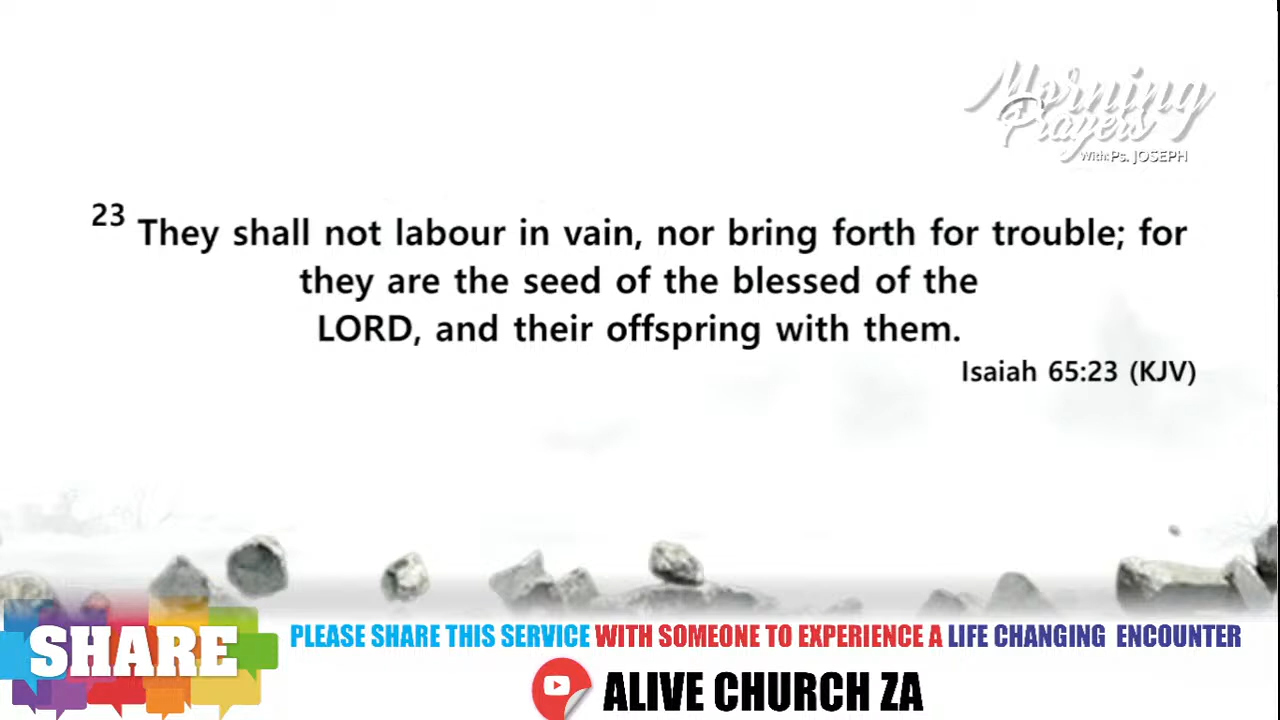 Morning
Prayers
With: Ps. JOSEPH
23 They shall not labour in vain, nor bring forth for trouble; for
they are the seed of the blessed of the
LORD, and their offspring with them.
Isaiah 65:23 (KJV)
SHARE
PLEASE SHARE THIS SERVICE WITH SOMEONE TO EXPERIENCE A LIFE CHANGING ENCOUNTER
ALIVE CHURCH ZA